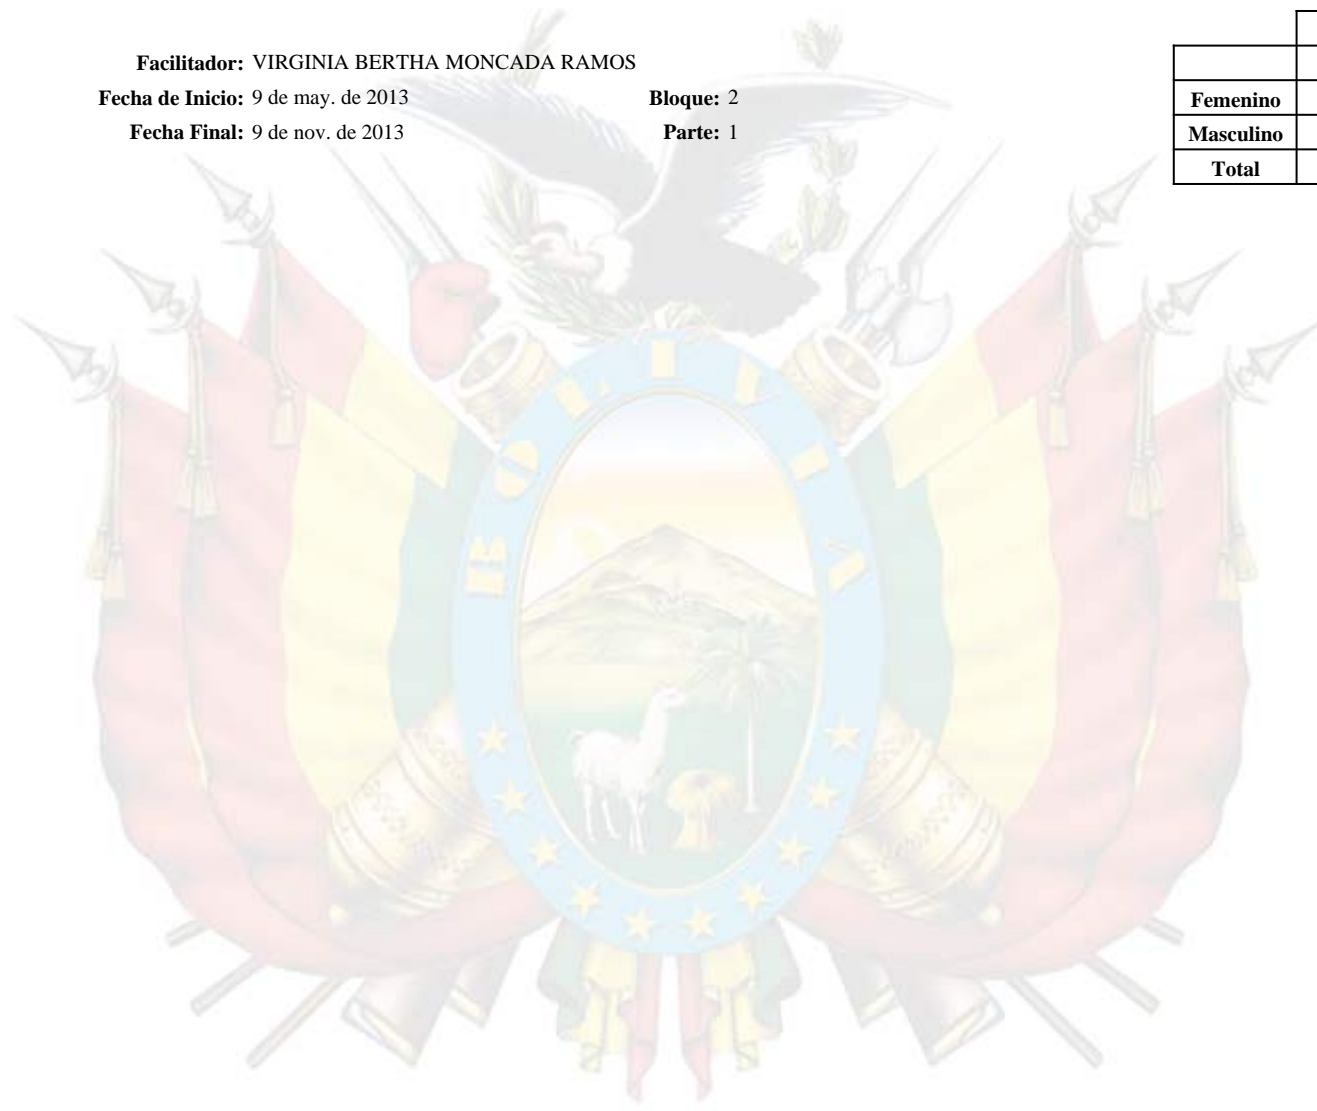 Facilitador: VIRGINIA BERTHA MONCADA RAMOS
Fecha de Inicio: 9 de may. de 2013 Bloque: 2
Fecha Final: 9 de nov. de 2013 Parte: 1
Femenino
Masculino
Total
BOLIVIA